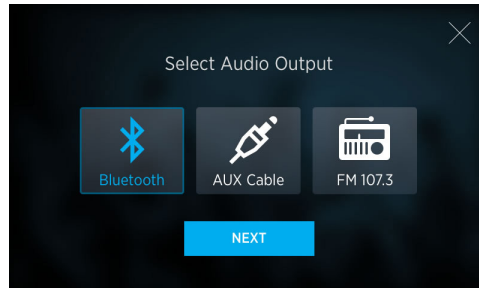 Select Audio Output
Bluetooth
AUX Cable
FM 107.3
NEXT